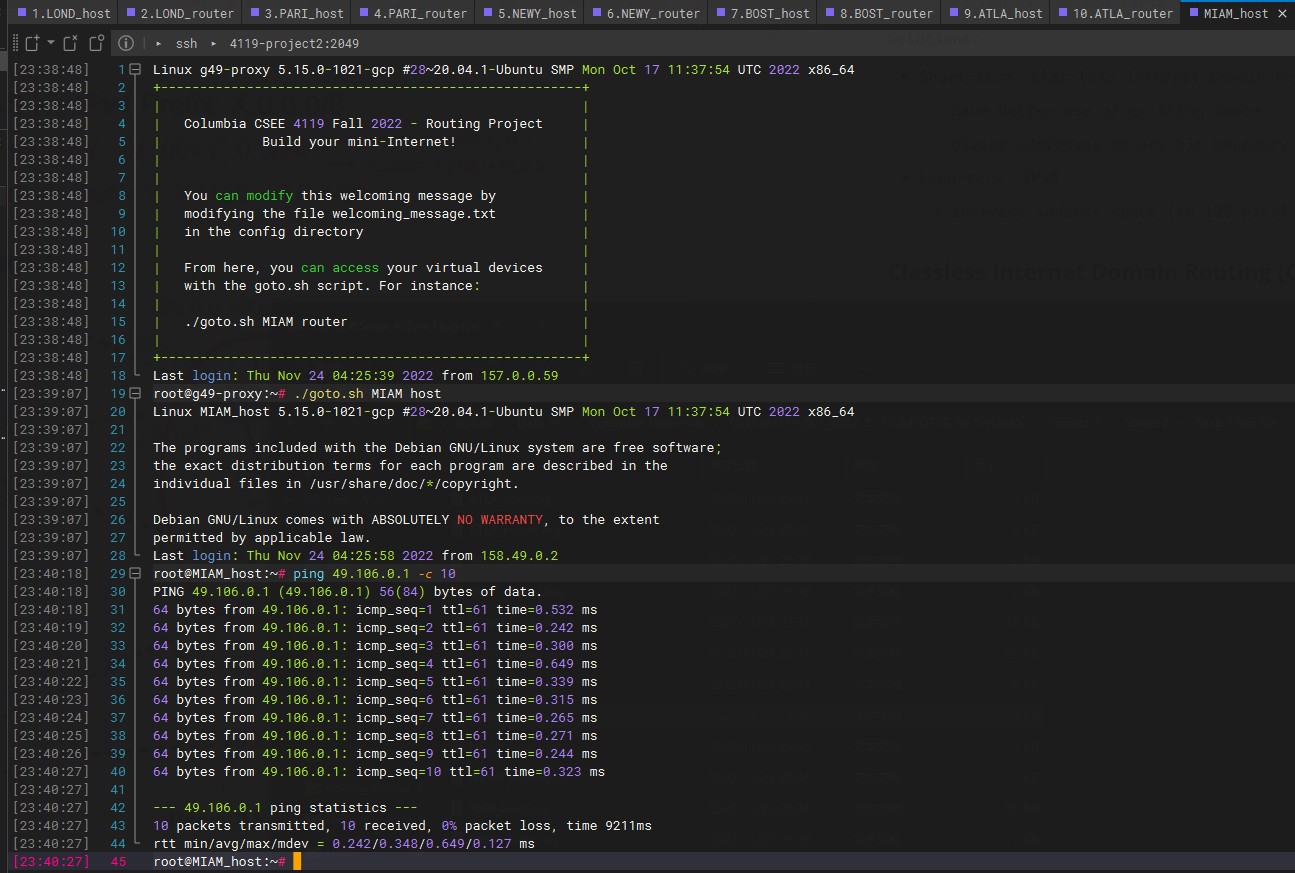 1.LOND_host 2.LOND_router 3.PARI_host 4.PARI_router 5.NEWY_host 6.NEWY_router 7.BOST_host 8.BOST_router 9.ATLA_host 10.ATLA_router MIAM_host ×
ssh 4119-project2:2049
[23:38:48] 1 Linux g49-proxy 5.15.0-1021-gcp #28~20.04.1-Ubuntu SMP Mon Oct 17 11:37:54 UTC 2022 x86_64
[23:38:48] 2 +------------------------------------------------------+
[23:38:48] 3 | |
[23:38:48] 4 | Columbia CSEE 4119 Fall 2022 - Routing Project |
[23:38:48] 5 | Build your mini-Internet! |
[23:38:48] 6 | |
[23:38:48] 7 | |
[23:38:48] 8 | You can modify this welcoming message by |
[23:38:48] 9 | modifying the file welcoming_message.txt |
[23:38:48] 10 | in the config directory |
[23:38:48] 11 | |
[23:38:48] 12 | From here, you can access your virtual devices |
[23:38:48] 13 | with the goto.sh script. For instance: |
[23:38:48] 14 | |
[23:38:48] 15 | ./goto.sh MIAM router |
[23:38:48] 16 | |
[23:38:48] 17 +------------------------------------------------------+
[23:38:48] 18 Last login: Thu Nov 24 04:25:39 2022 from 157.0.0.59
[23:39:07] 19 root@g49-proxy:~# ./goto.sh MIAM host
[23:39:07] 20 Linux MIAM_host 5.15.0-1021-gcp #28~20.04.1-Ubuntu SMP Mon Oct 17 11:37:54 UTC 2022 x86_64
[23:39:07] 21
[23:39:07] 22 The programs included with the Debian GNU/Linux system are free software;
[23:39:07] 23 the exact distribution terms for each program are described in the
[23:39:07] 24 individual files in /usr/share/doc/*/copyright.
[23:39:07] 25
[23:39:07] 26 Debian GNU/Linux comes with ABSOLUTELY NO WARRANTY, to the extent
[23:39:07] 27 permitted by applicable law.
[23:39:07] 28 Last login: Thu Nov 24 04:25:58 2022 from 158.49.0.2
[23:40:18] 29 root@MIAM_host:~# ping 49.106.0.1 -c 10
[23:40:18] 30 PING 49.106.0.1 (49.106.0.1) 56(84) bytes of data.
[23:40:18] 31 64 bytes from 49.106.0.1: icmp_seq=1 ttl=61 time=0.532 ms
[23:40:19] 32 64 bytes from 49.106.0.1: icmp_seq=2 ttl=61 time=0.242 ms
[23:40:20] 33 64 bytes from 49.106.0.1: icmp_seq=3 ttl=61 time=0.300 ms
[23:40:21] 34 64 bytes from 49.106.0.1: icmp_seq=4 ttl=61 time=0.649 ms
[23:40:22] 35 64 bytes from 49.106.0.1: icmp_seq=5 ttl=61 time=0.339 ms
[23:40:23] 36 64 bytes from 49.106.0.1: icmp_seq=6 ttl=61 time=0.315 ms
[23:40:24] 37 64 bytes from 49.106.0.1: icmp_seq=7 ttl=61 time=0.265 ms
[23:40:25] 38 64 bytes from 49.106.0.1: icmp_seq=8 ttl=61 time=0.271 ms
[23:40:26] 39 64 bytes from 49.106.0.1: icmp_seq=9 ttl=61 time=0.244 ms
[23:40:27] 40 64 bytes from 49.106.0.1: icmp_seq=10 ttl=61 time=0.323 ms
[23:40:27] 41
[23:40:27] 42 --- 49.106.0.1 ping statistics ---
[23:40:27] 43 10 packets transmitted, 10 received, 0% packet loss, time 9211ms
[23:40:27] 44 rtt min/avg/max/mdev = 0.242/0.348/0.649/0.127 ms
[23:40:27] 45 root@MIAM_host:~#
Classless Internet Domain Routing (C